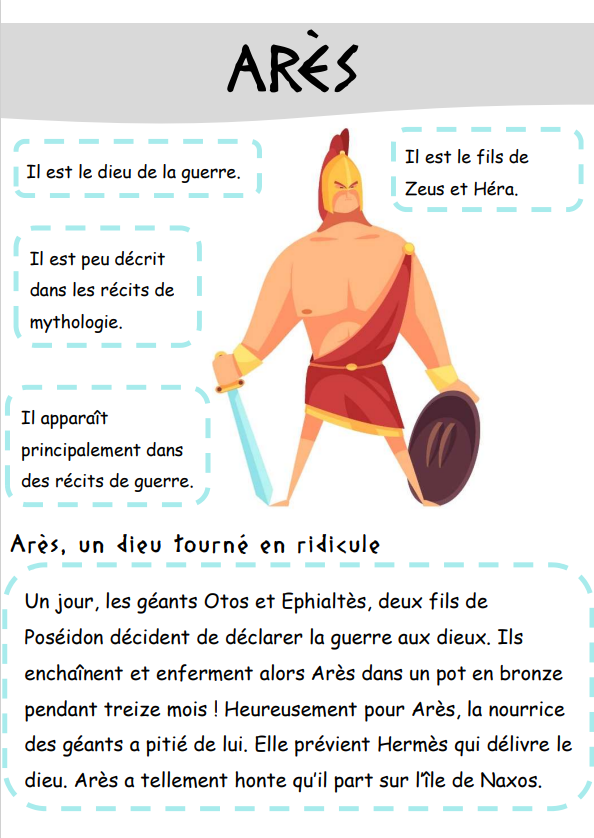 ARÈS
Il est le dieu de la guerre.
Il est le fils de
Zeus et Héra.
Il est peu décrit
dans les récits de
mythologie.
Il apparaît
principalement dans
des récits de guerre.
Arès, un dieu tourné en ridicule
Un jour, les géants Otos et Ephialtès, deux fils de
Poséidon décident de déclarer la guerre aux dieux. Ils
enchaînent et enferment alors Arès dans un pot en bronze
pendant treize mois ! Heureusement pour Arès, la nourrice
des géants a pitié de lui. Elle prévient Hermès qui délivre le
dieu. Arès a tellement honte qu’il part sur l’île de Naxos.